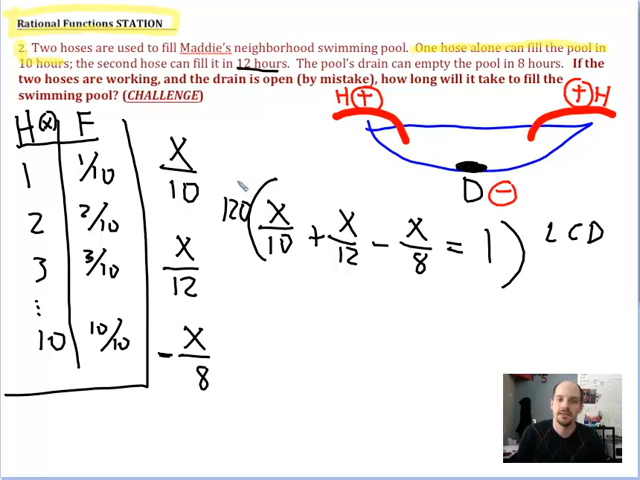 Rational Functions STATION
2. Two hoses are used to fill Maddie's neighborhood swimming pool. One hose alone can fill the pool in
10 hours; the second hose can fill it in 12 hours. The pool's drain can empty the pool in 8 hours. If the
two hoses are working, and the drain is open (by mistake), how long will it take to fill the
swimming pool? (CHALLENGE)
H + + H
D -
H(x) F
1 1/10
2 2/10
3 3/10
⋮
10 10/10
x/10
x/12
- x/8
120 ( x/10 + x/12 - x/8 = 1 ) LCD